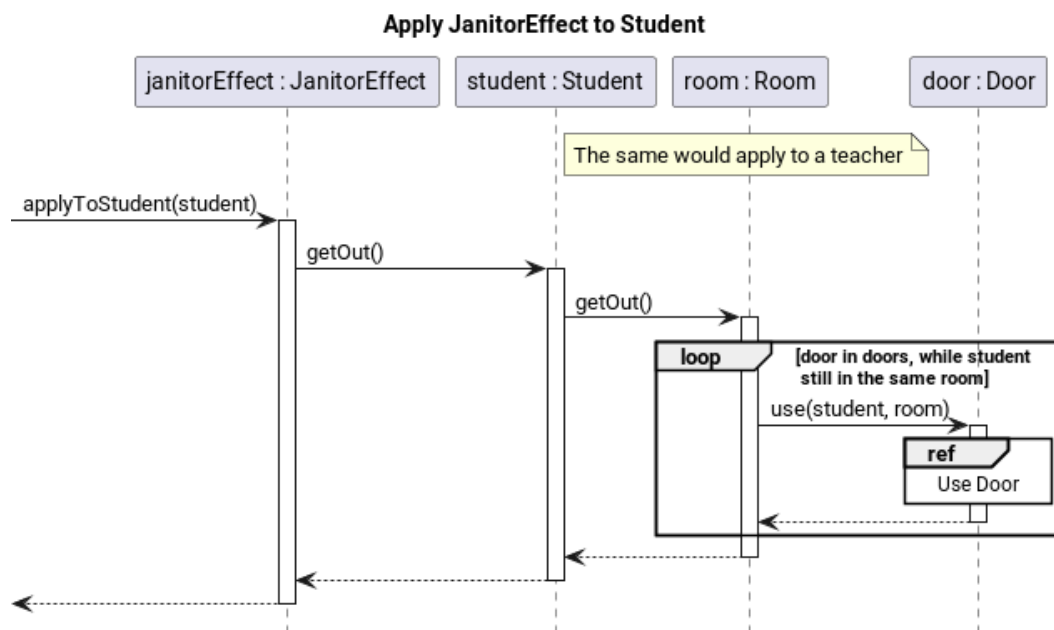 Apply JanitorEffect to Student
janitorEffect : JanitorEffect
student : Student
room : Room
door : Door
The same would apply to a teacher
applyToStudent(student)
getOut()
getOut()
loop
[door in doors, while student
still in the same room]
use(student, room)
ref
Use Door